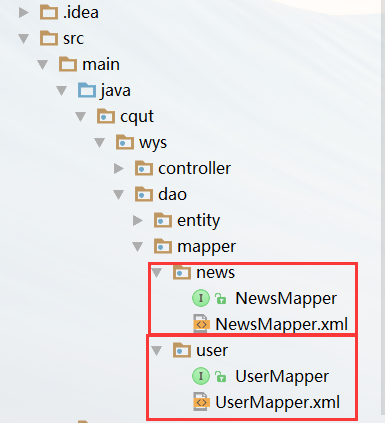 .idea
src
main
java
cqut
wys
controller
dao
entity
mapper
news
I NewsMapper
<> NewsMapper.xml
user
I UserMapper
<> UserMapper.xml